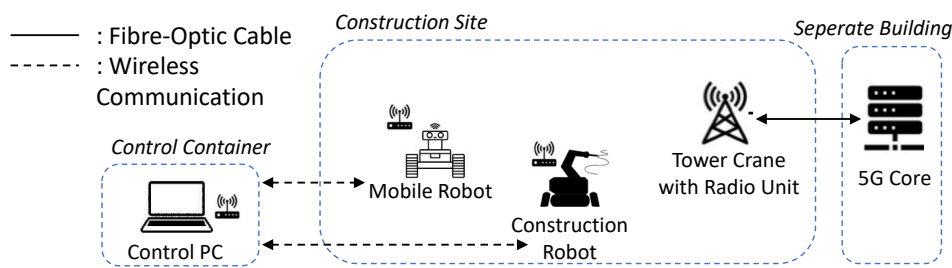 Construction Site
Seperate Building
: Fibre-Optic Cable
: Wireless
Communication
Control Container
Mobile Robot
Tower Crane
with Radio Unit
5G Core
Control PC
Construction
Robot